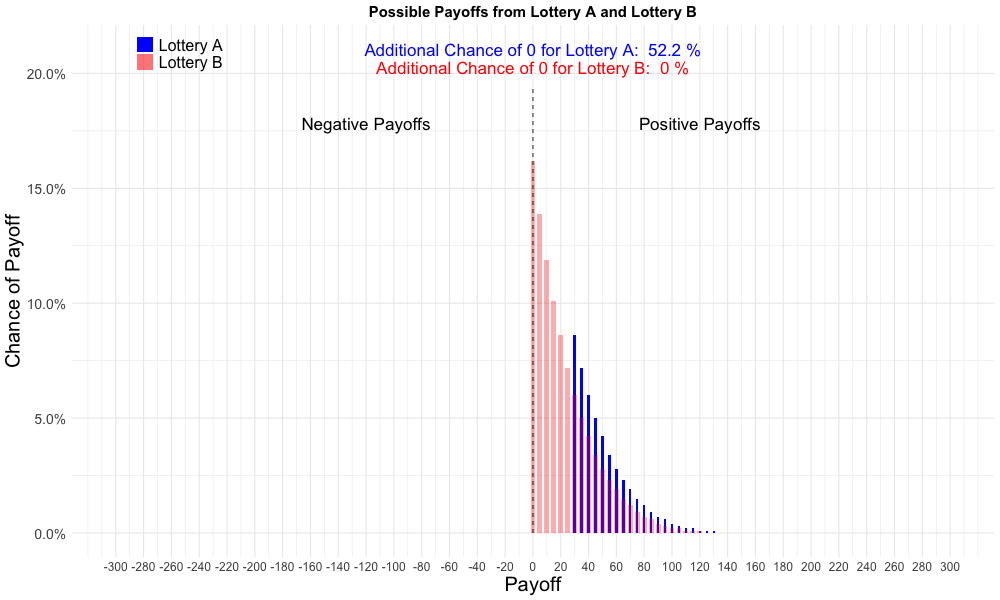 Possible Payoffs from Lottery A and Lottery B
Lottery A
Lottery B
Additional Chance of 0 for Lottery A:  52.2 %
Additional Chance of 0 for Lottery B:  0 %
Negative Payoffs
Positive Payoffs
Chance of Payoff
20.0%
15.0%
10.0%
5.0%
0.0%
-300 -280 -260 -240 -220 -200 -180 -160 -140 -120 -100 -80 -60 -40 -20 0 20 40 60 80 100 120 140 160 180 200 220 240 260 280 300
Payoff